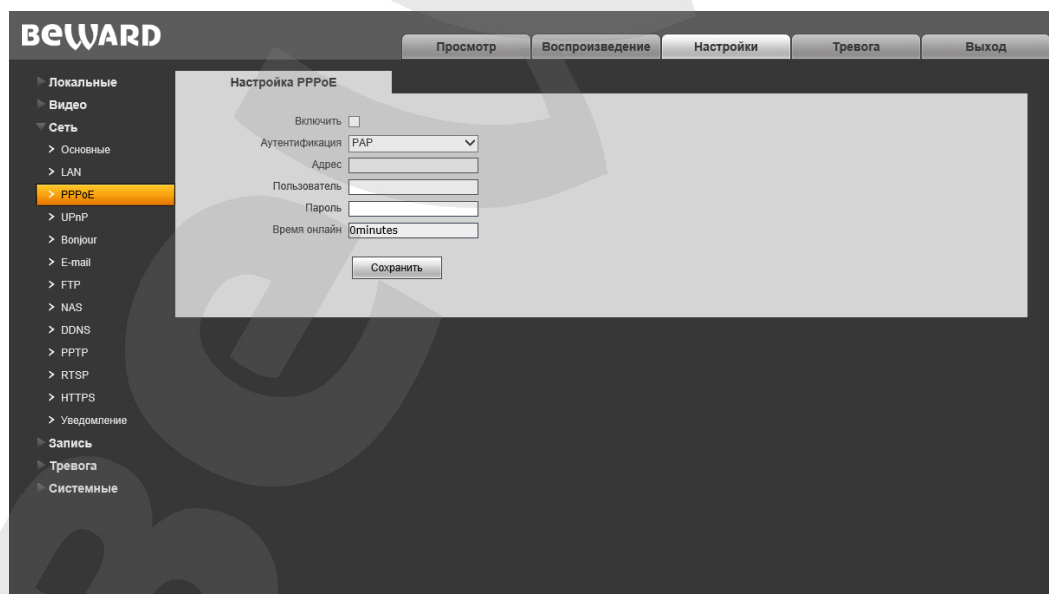 BEWARD
Просмотр Воспроизведение Настройки Тревога Выход
Локальные
Видео
Сеть
> Основные
> LAN
> PPPoE
> UPnP
> Bonjour
> E-mail
> FTP
> NAS
> DDNS
> PPTP
> RTSP
> HTTPS
> Уведомление
Запись
Тревога
Системные
Настройка PPPoE
Включить
Аутентификация PAP
Адрес
Пользователь
Пароль
Время онлайн 0minutes
Сохранить